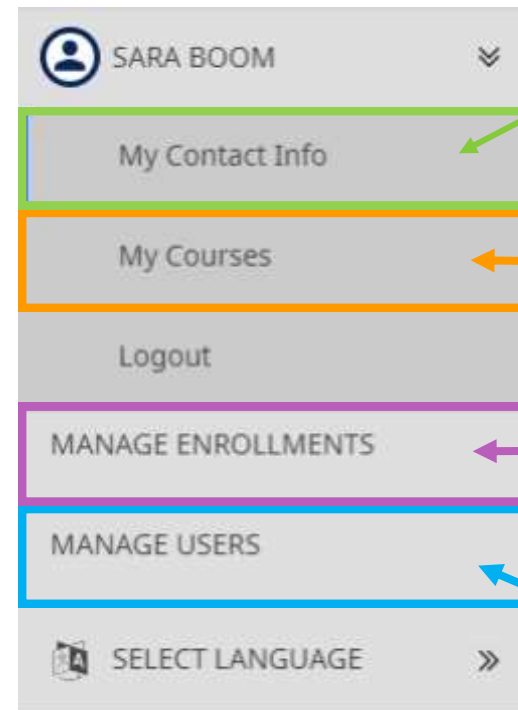 SARA BOOM
My Contact Info
My Courses
Logout
MANAGE ENROLLMENTS
MANAGE USERS
SELECT LANGUAGE